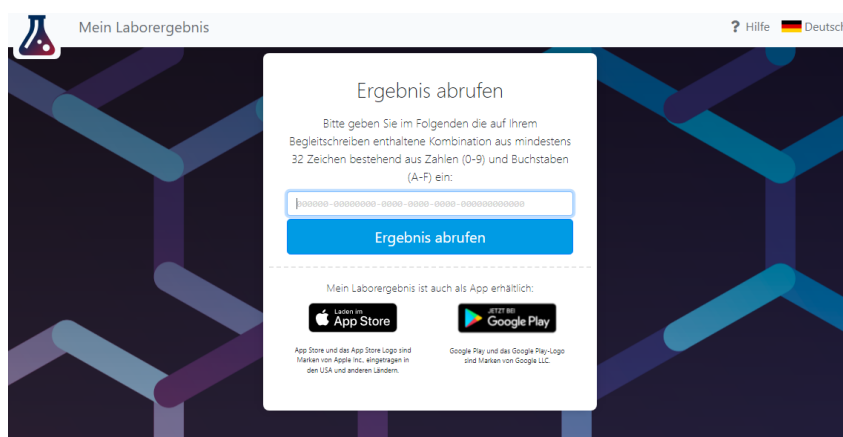 Mein Laborergebnis
? Hilfe Deutsch
Ergebnis abrufen
Bitte geben Sie im Folgenden die auf Ihrem
Begleitschreiben enthaltene Kombination aus mindestens
32 Zeichen bestehend aus Zahlen (0-9) und Buchstaben
(A-F) ein:
000000-00000000-0000-0000-0000-000000000000
Ergebnis abrufen
Mein Laborergebnis ist auch als App erhältlich:
Laden im
App Store
JETZT BEI
Google Play
App Store und das App Store Logo sind
Marken von Apple Inc., eingetragen in
den USA und anderen Ländern.
Google Play und das Google Play-Logo
sind Marken von Google LLC.